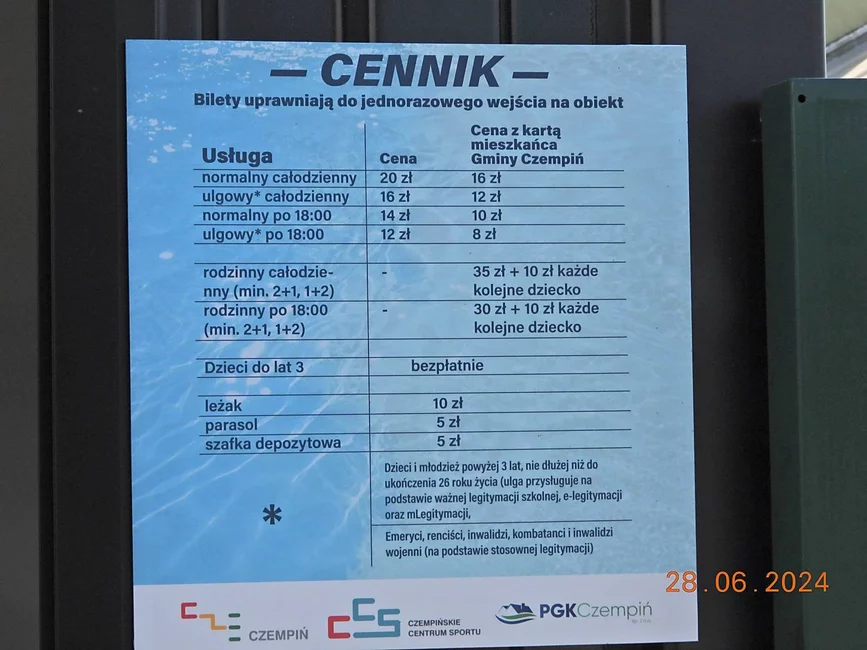 — CENNIK —
Bilety uprawniają do jednorazowego wejścia na obiekt
Usługa Cena Cena z kartą
mieszkańca
Gminy Czempiń
normalny całodzienny 20 zł 16 zł
ulgowy* całodzienny 16 zł 12 zł
normalny po 18:00 14 zł 10 zł
ulgowy* po 18:00 12 zł 8 zł
rodzinny całodzie- - 35 zł + 10 zł każde
nny (min. 2+1, 1+2) kolejne dziecko
rodzinny po 18:00 - 30 zł + 10 zł każde
(min. 2+1, 1+2) kolejne dziecko
Dzieci do lat 3 bezpłatnie
leżak 10 zł
parasol 5 zł
szafka depozytowa 5 zł
*
Dzieci i młodzież powyżej 3 lat, nie dłużej niż do
ukończenia 26 roku życia (ulga przysługuje na
podstawie ważnej legitymacji szkolnej, e-legitymacji
oraz mLegitymacji,
Emeryci, renciści, inwalidzi, kombatanci i inwalidzi
wojenni (na podstawie stosownej legitymacji)
28.06.2024
CZE CZEMPIŃ
CCS CZEMPIŃSKIE
CENTRUM SPORTU
PGKCzempiń